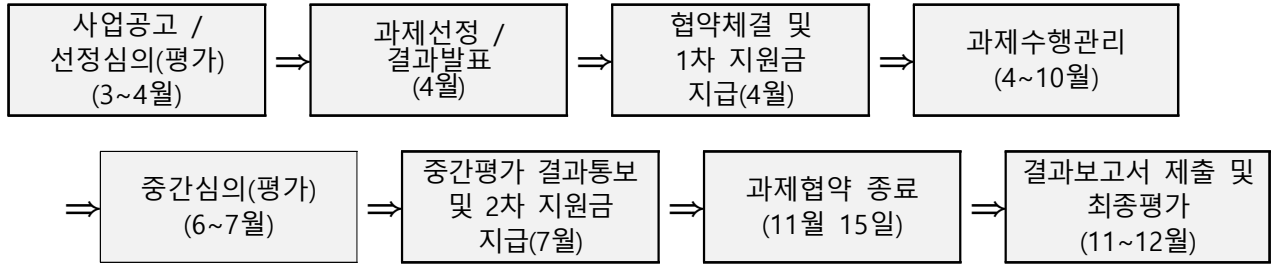 사업공고 /
선정심의(평가)
(3~4월)
⇒
과제선정 /
결과발표
(4월)
⇒
협약체결 및
1차 지원금
지급(4월)
⇒
과제수행관리
(4~10월)
⇒
중간심의(평가)
(6~7월)
⇒
중간평가 결과통보
및 2차 지원금
지급(7월)
⇒
과제협약 종료
(11월 15일)
⇒
결과보고서 제출 및
최종평가
(11~12월)